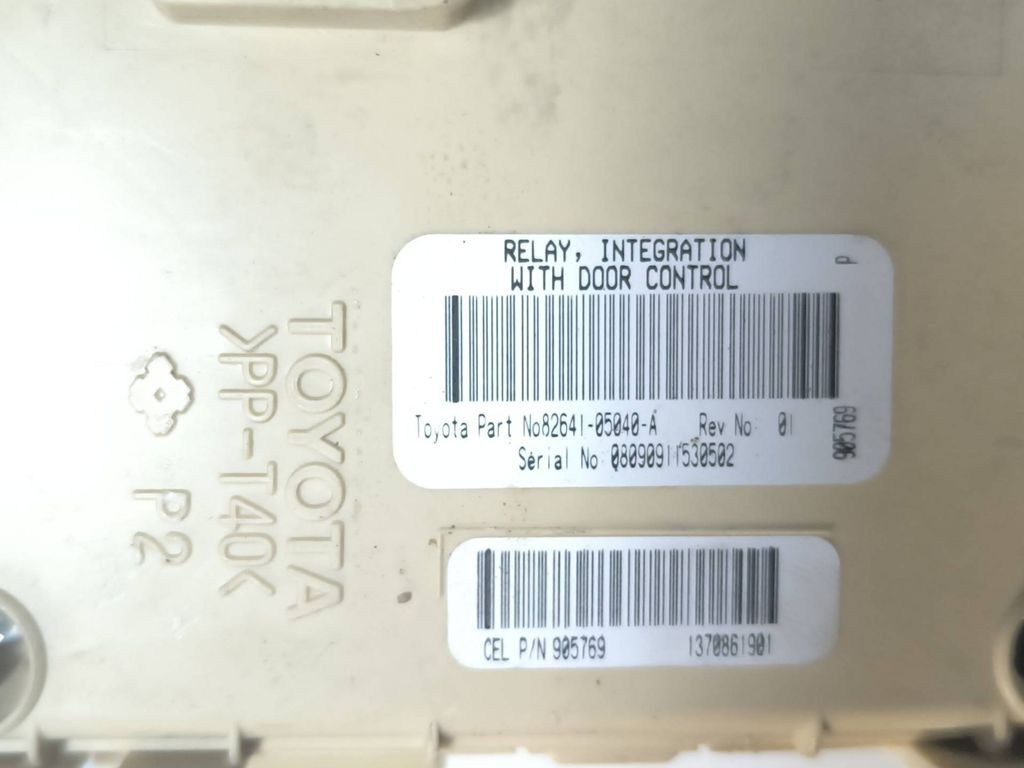 RELAY, INTEGRATION
WITH DOOR CONTROL
P
Toyota Part No82641-05040-A Rev No 01
Serial No 08090911530502
905769
CEL P/N 905769 1370861901
TOYOTA
>PP-T40<
P2